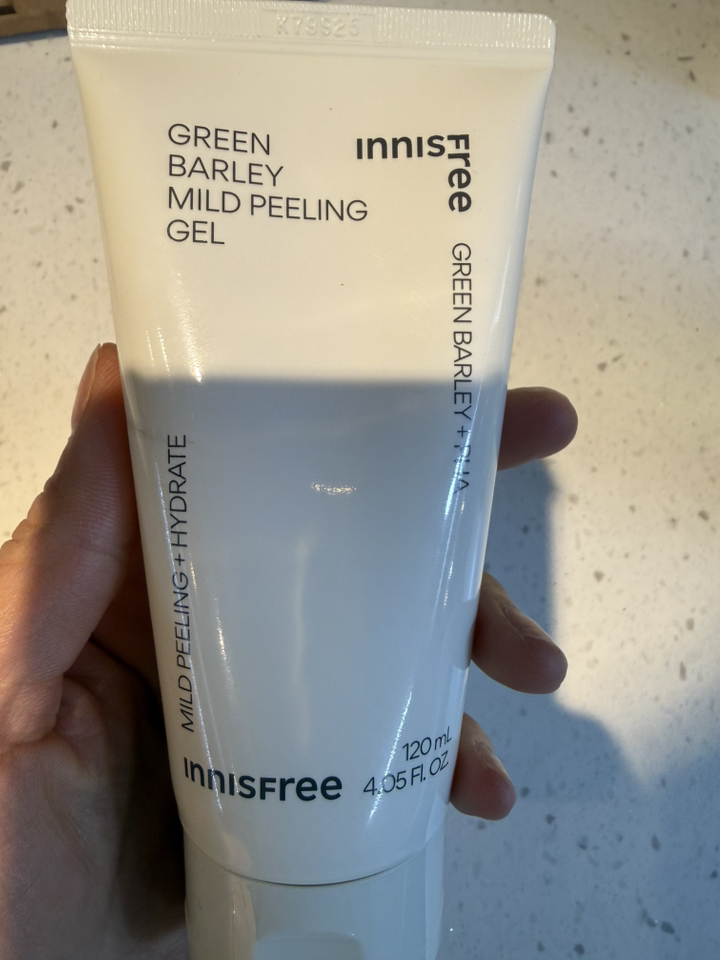 K79926
GREEN
BARLEY
MILD PEELING
GEL
innisfree
GREEN BARLEY + PHA
MILD PEELING + HYDRATE
innisfree
120 mL
4.05 Fl. OZ.